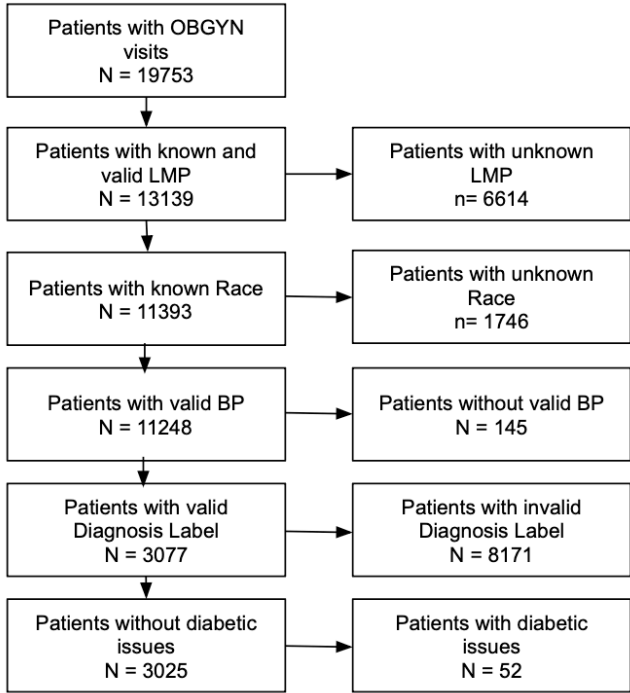 Patients with OBGYN
visits
N = 19753
Patients with known and
valid LMP
N = 13139
Patients with unknown
LMP
n= 6614
Patients with known Race
N = 11393
Patients with unknown
Race
n= 1746
Patients with valid BP
N = 11248
Patients without valid BP
N = 145
Patients with valid
Diagnosis Label
N = 3077
Patients with invalid
Diagnosis Label
N = 8171
Patients without diabetic
issues
N = 3025
Patients with diabetic
issues
N = 52